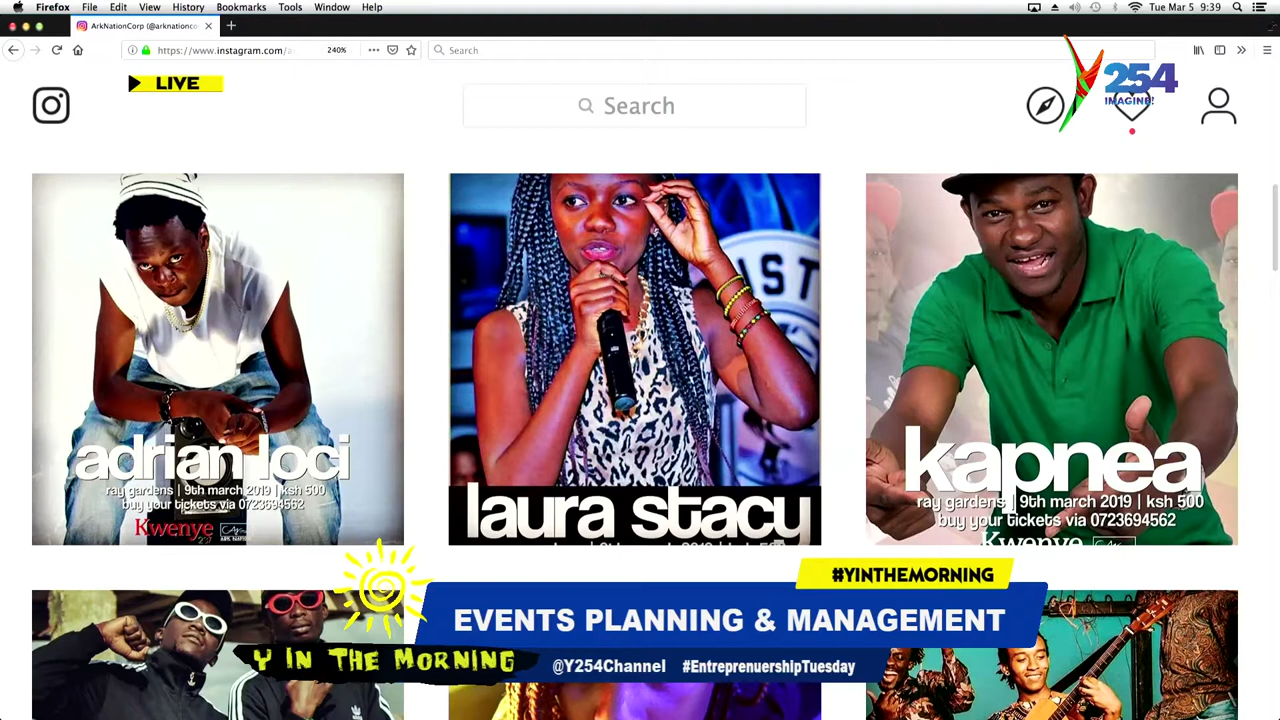 Firefox File Edit View History Bookmarks Tools Window Help
Tue Mar 5 9:39
ArkNationCorp (@arknationco
https://www.instagram.com/a
240%
Search
LIVE
Search
254
IMAGINE!
adrian loci
ray gardens | 9th march 2019 | ksh 500
buy your tickets via 0723694562
Kwenye
laura stacy
kapnea
ray gardens | 9th march 2019 | ksh 500
buy your tickets via 0723694562
Kwenye
#YINTHEMORNING
EVENTS PLANNING & MANAGEMENT
Y IN THE MORNING
@Y254Channel #EntreprenuershipTuesday